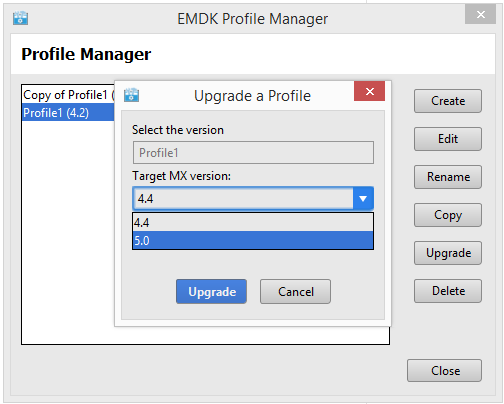 EMDK Profile Manager
Profile Manager
Copy of Profile1 (
Profile1 (4.2)
Upgrade a Profile
Select the version
Profile1
Target MX version:
4.4
4.4
5.0
Upgrade
Cancel
Create
Edit
Rename
Copy
Upgrade
Delete
Close